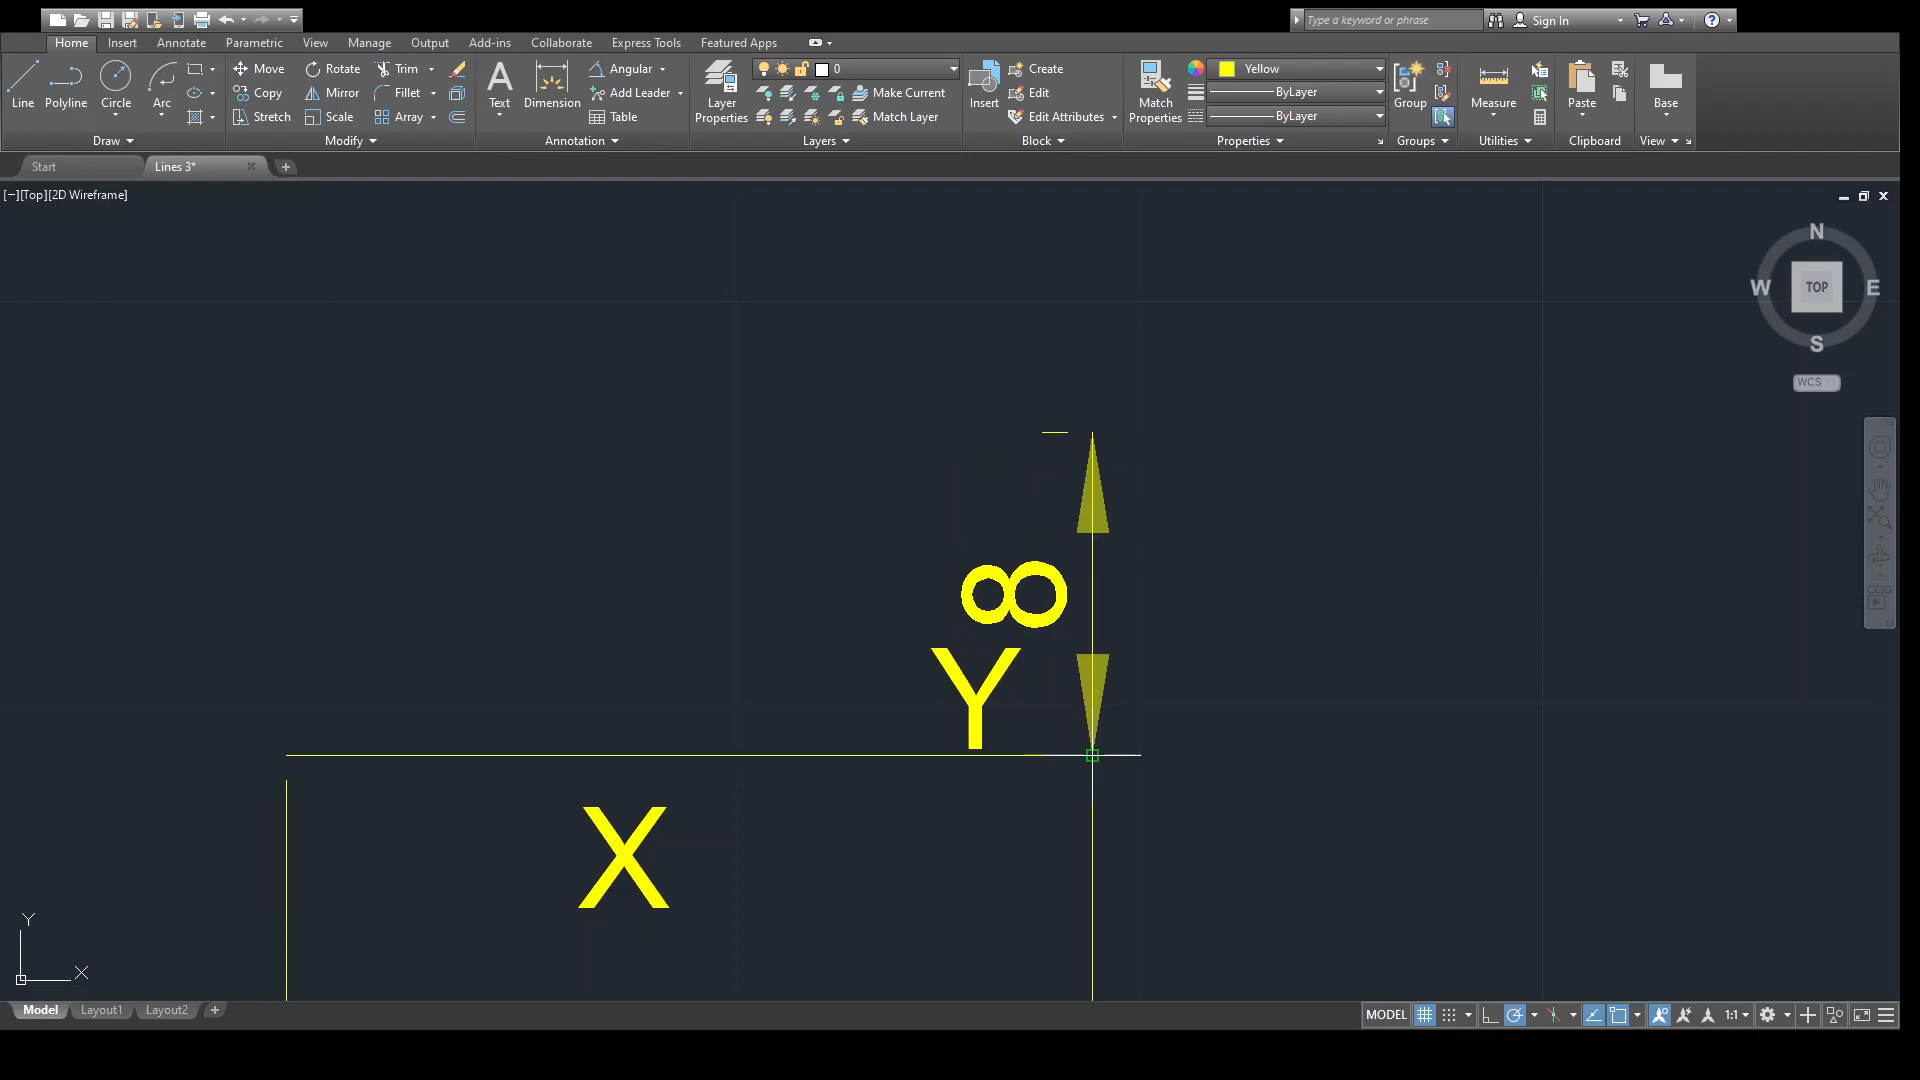 Type a keyword or phrase
Sign In
Home Insert Annotate Parametric View Manage Output Add-ins Collaborate Express Tools Featured Apps
Line Polyline Circle Arc
Move Rotate Trim
Copy Mirror Fillet
Stretch Scale Array
Text Dimension
Angular
Add Leader
Table
Layer Properties
0
Make Current
Match Layer
Insert
Create
Edit
Edit Attributes
Match Properties
Yellow
ByLayer
ByLayer
Group
Measure
Paste
Base
Draw Modify Annotation Layers Block Properties Groups Utilities Clipboard View
Start Lines 3*
[−][Top][2D Wireframe]
N
W TOP E
S
WCS
8
Y
X
Y
X
Model Layout1 Layout2
MODEL 1:1